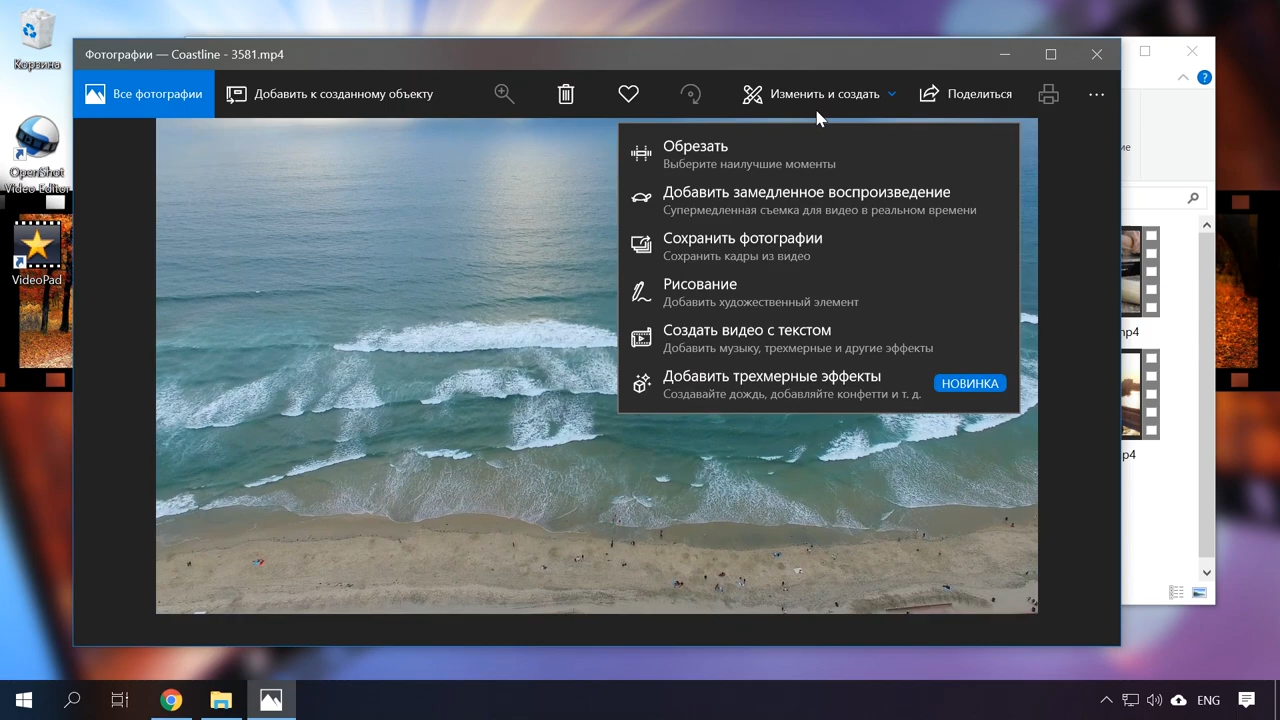 Корзина
OpenShot
Video Editor
VideoPad
Фотографии — Coastline - 3581.mp4
Все фотографии
Добавить к созданному объекту
Изменить и создать
Поделиться
Обрезать
Выберите наилучшие моменты
Добавить замедленное воспроизведение
Супермедленная съемка для видео в реальном времени
Сохранить фотографии
Сохранить кадры из видео
Рисование
Добавить художественный элемент
Создать видео с текстом
Добавить музыку, трехмерные и другие эффекты
Добавить трехмерные эффекты
Создавайте дождь, добавляйте конфетти и т. д.
НОВИНКА
?
ие
mp4
p4
ENG